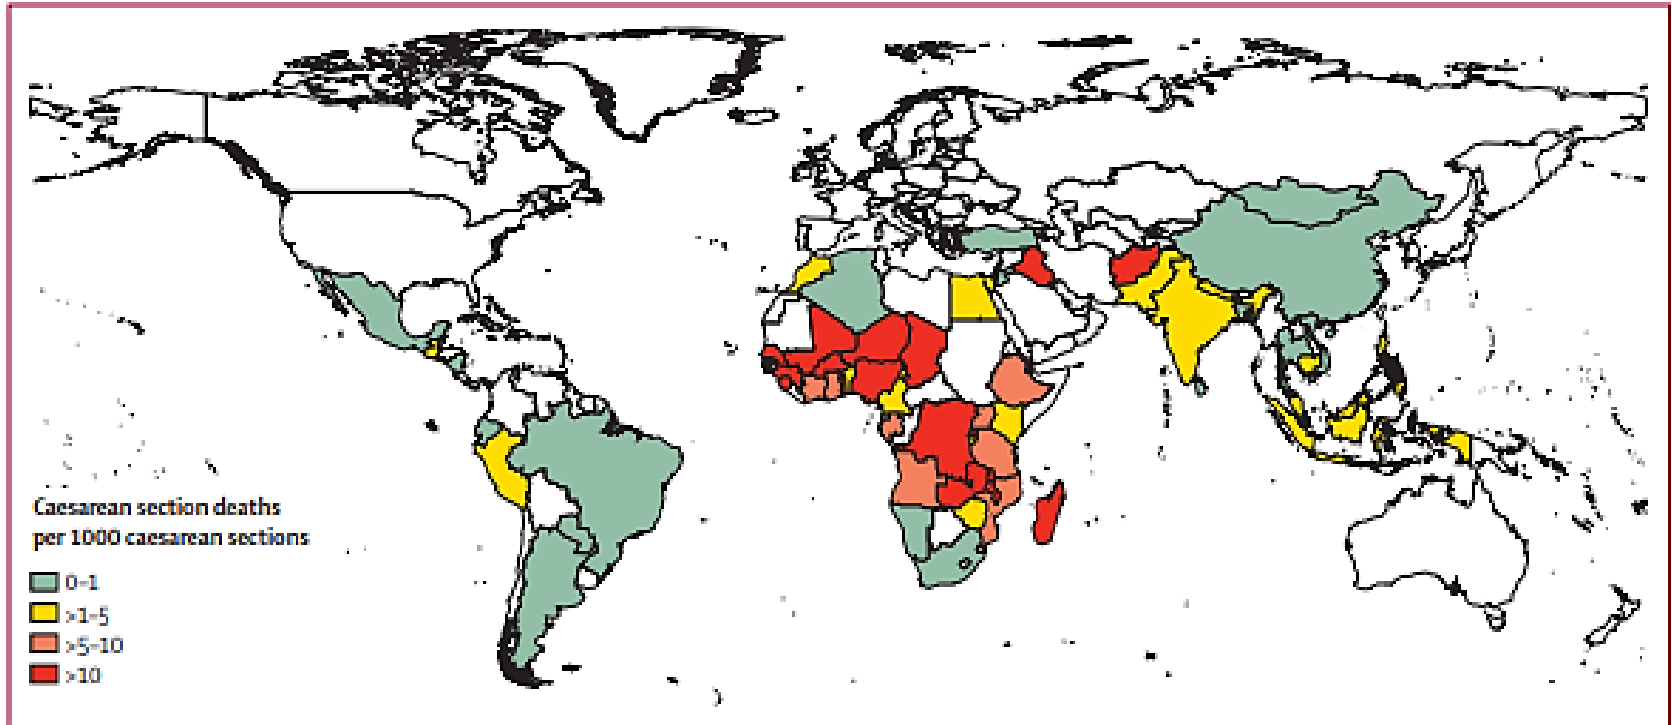 Caesarean section deaths
per 1000 caesarean sections
0–1
>1–5
>5–10
>10